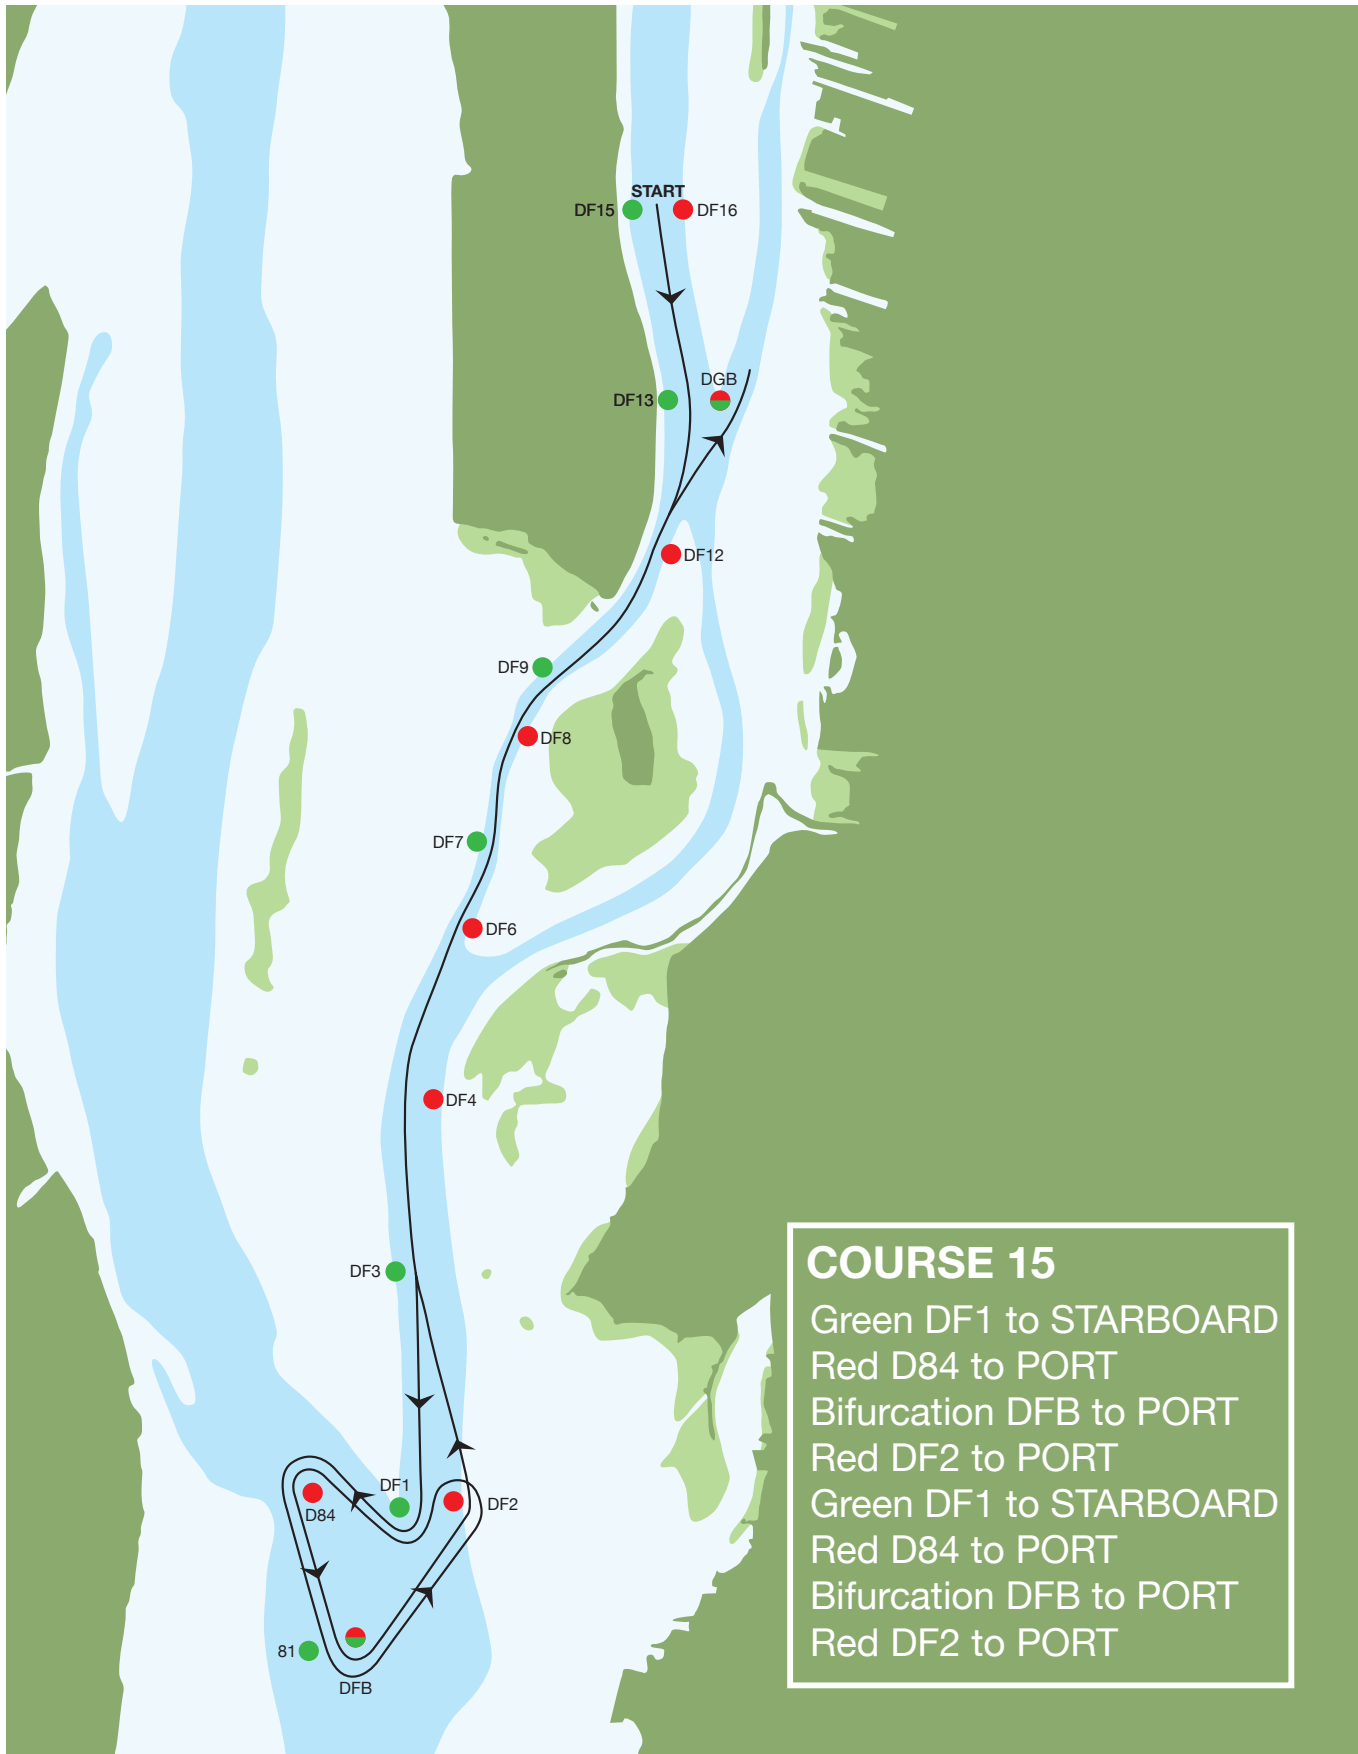 START
DF15
DF16
DGB
DF13
DF12
DF9
DF8
DF7
DF6
DF4
DF3
DF1
D84
DF2
81
DFB
COURSE 15
Green DF1 to STARBOARD
Red D84 to PORT
Bifurcation DFB to PORT
Red DF2 to PORT
Green DF1 to STARBOARD
Red D84 to PORT
Bifurcation DFB to PORT
Red DF2 to PORT